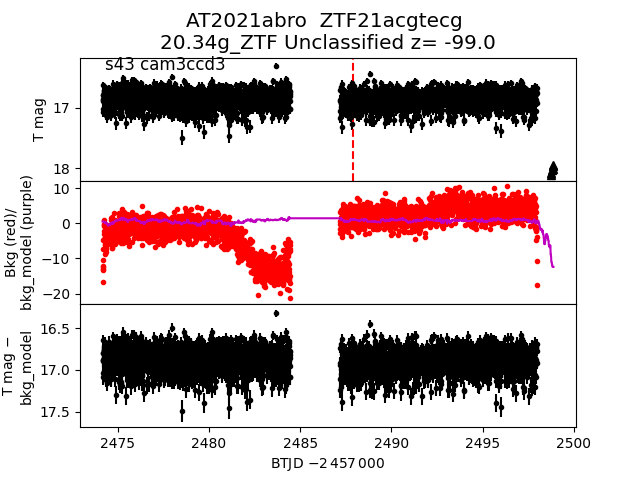 AT2021abro  ZTF21acgtecg
20.34g_ZTF Unclassified z= -99.0
s43 cam3ccd3
T mag
17
18
Bkg (red)/
bkg_model (purple)
10
0
−10
−20
T mag −
bkg_model
16.5
17.0
17.5
2475 2480 2485 2490 2495 2500
BTJD −2 457 000